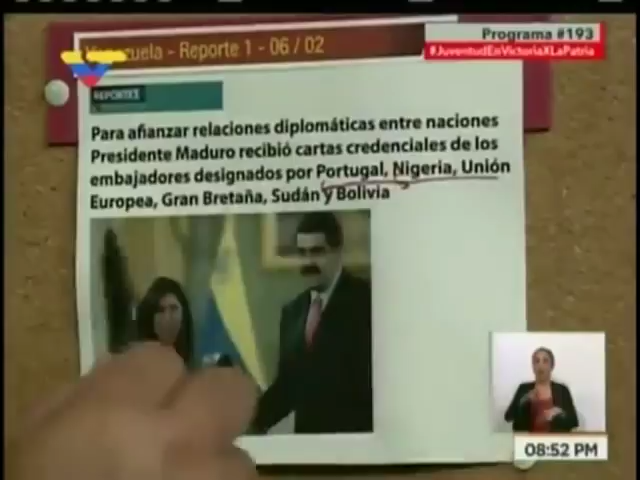 Programa #193
#JuventudEnVictoriaXLaPatria
Venezuela - Reporte 1 - 06 / 02
REPORTES
Para afianzar relaciones diplomáticas entre naciones
Presidente Maduro recibió cartas credenciales de los
embajadores designados por Portugal, Nigeria, Unión
Europea, Gran Bretaña, Sudán y Bolivia
08:52 PM